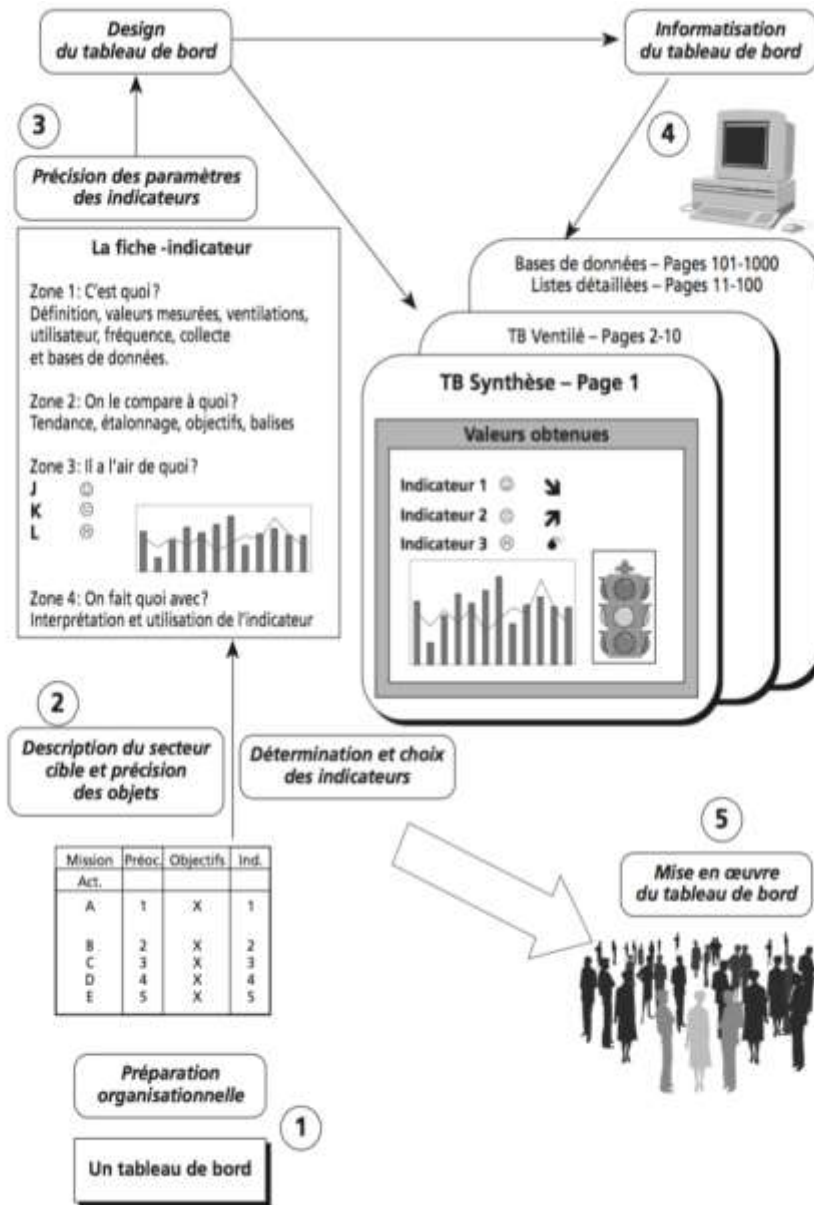 Design
du tableau de bord
Informatisation
du tableau de bord
3
4
Précision des paramètres
des indicateurs
La fiche -indicateur
Zone 1 : C'est quoi ?
Définition, valeurs mesurées, ventilations,
utilisateur, fréquence, collecte
et bases de données.
Zone 2 : On le compare à quoi ?
Tendance, étalonnage, objectifs, balises
Zone 3 : Il a l'air de quoi ?
J
K
L
Zone 4 : On fait quoi avec ?
Interprétation et utilisation de l'indicateur
Bases de données – Pages 101-1000
Listes détaillées – Pages 11-100
TB Ventilé – Pages 2-10
TB Synthèse – Page 1
Valeurs obtenues
Indicateur 1
Indicateur 2
Indicateur 3
2
Description du secteur
cible et précision
des objets
Détermination et choix
des indicateurs
Mission Préoc. Objectifs Ind.
Act.
A 1 X 1
B 2 X 2
C 3 X 3
D 4 X 4
E 5 X 5
5
Mise en œuvre
du tableau de bord
Préparation
organisationnelle
1
Un tableau de bord